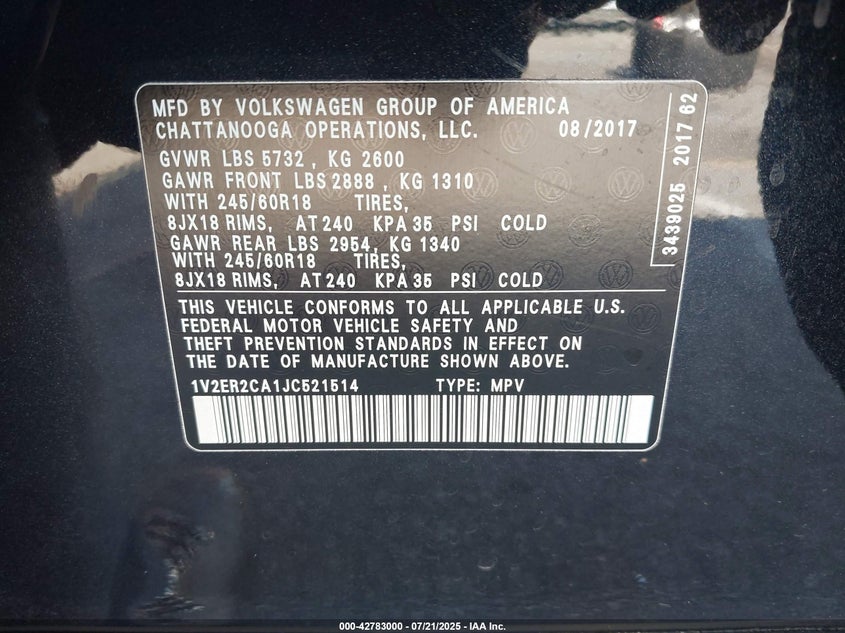 MFD BY VOLKSWAGEN GROUP OF AMERICA
CHATTANOOGA OPERATIONS, LLC. 08/2017
GVWR LBS 5732 , KG 2600
GAWR FRONT LBS 2888 , KG 1310
WITH 245/60R18 TIRES,
8JX18 RIMS, AT 240 KPA 35 PSI COLD
GAWR REAR LBS 2954, KG 1340
WITH 245/60R18 TIRES,
8JX18 RIMS, AT 240 KPA 35 PSI COLD
3439025 2017 62
THIS VEHICLE CONFORMS TO ALL APPLICABLE U.S.
FEDERAL MOTOR VEHICLE SAFETY AND
THEFT PREVENTION STANDARDS IN EFFECT ON
THE DATE OF MANUFACTURE SHOWN ABOVE.
1V2ER2CA1JC521514 TYPE: MPV
000-42783000 - 07/21/2025 - IAA Inc.